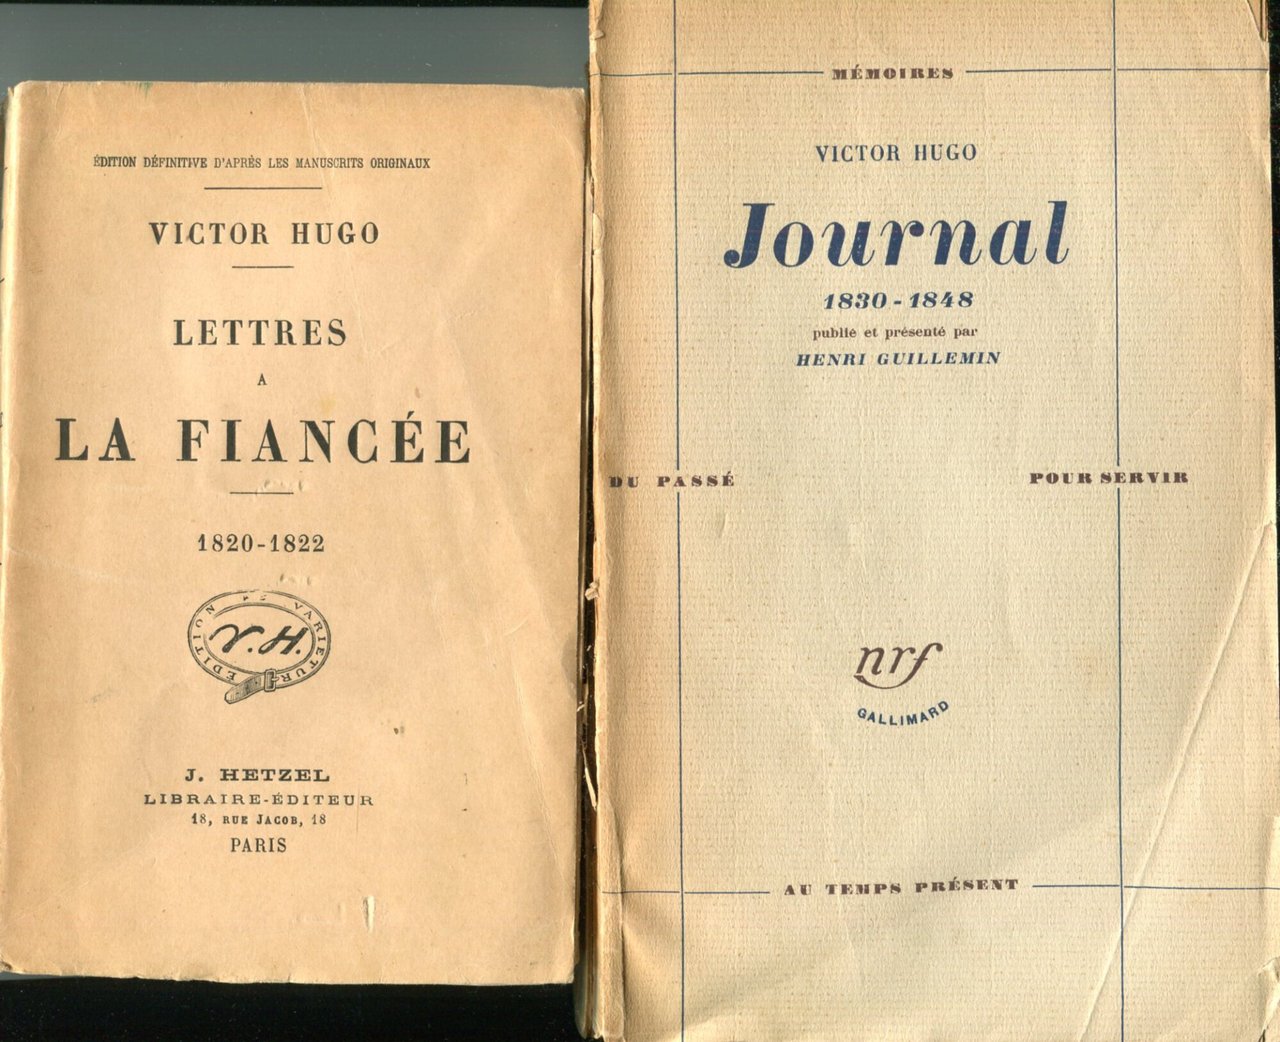 ÉDITION DÉFINITIVE D'APRÈS LES MANUSCRITS ORIGINAUX
VICTOR HUGO
LETTRES
A
LA FIANCÉE
1820-1822
ÉDITION NE VARIETUR
V.H.
J. HETZEL
LIBRAIRE-ÉDITEUR
18, RUE JACOB, 18
PARIS
MÉMOIRES
VICTOR HUGO
Journal
1830-1848
publié et présenté par
HENRI GUILLEMIN
DU PASSÉ
POUR SERVIR
nrf
GALLIMARD
AU TEMPS PRÉSENT